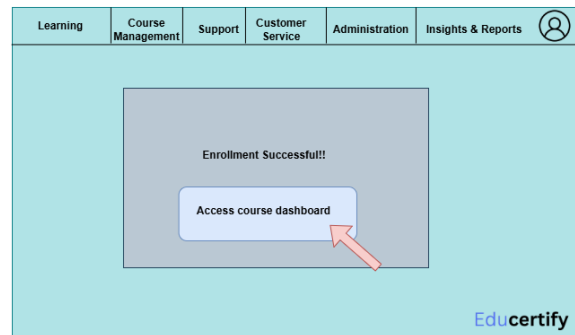 Learning
Course
Management
Support
Customer
Service
Administration
Insights & Reports
Enrollment Successful!!
Access course dashboard
Educertify